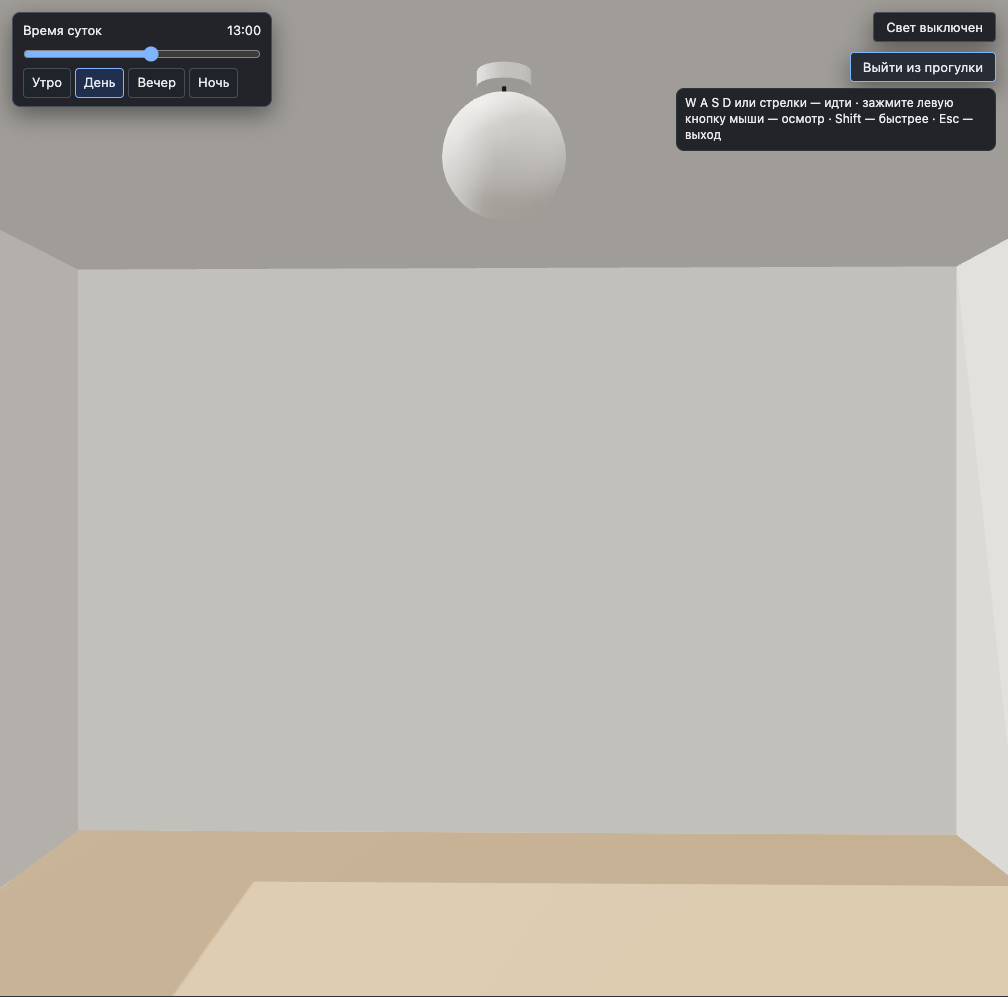 Время суток 13:00
Утро День Вечер Ночь
Свет выключен
Выйти из прогулки
W A S D или стрелки — идти · зажмите левую
кнопку мыши — осмотр · Shift — быстрее · Esc —
выход